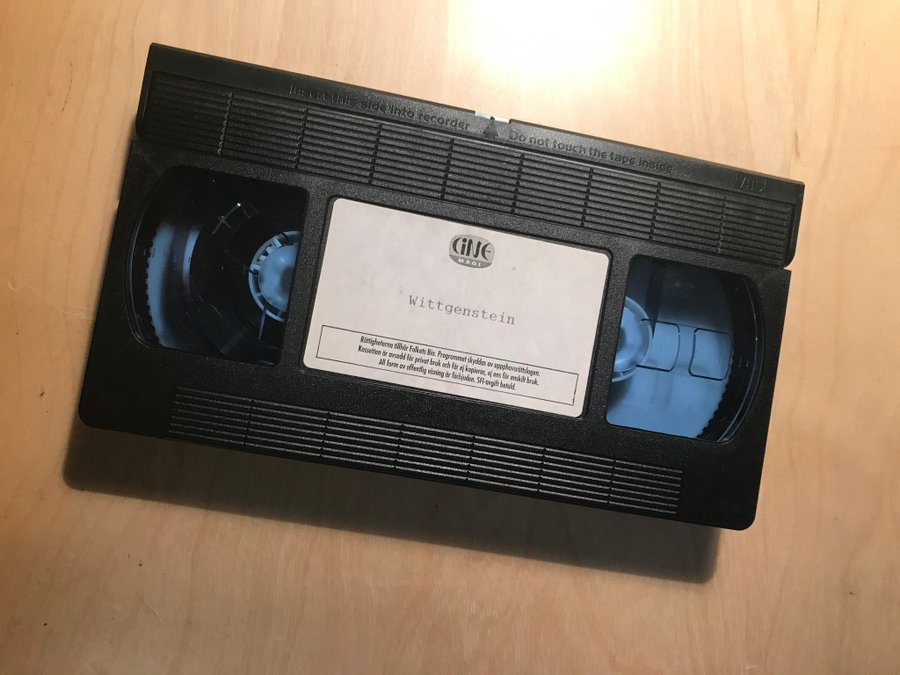 Insert this side into recorder
Do not touch the tape inside
VHS
CiNE
MAGI
Wittgenstein
Rättigheterna tillhör Folkets Bio. Programmet skyddas av upphovsrättslagen.
Kassetten är avsedd för privat bruk och får ej kopieras, ej ens för enskilt bruk.
All form av offentlig visning är förbjuden. SFI-avgift betald.